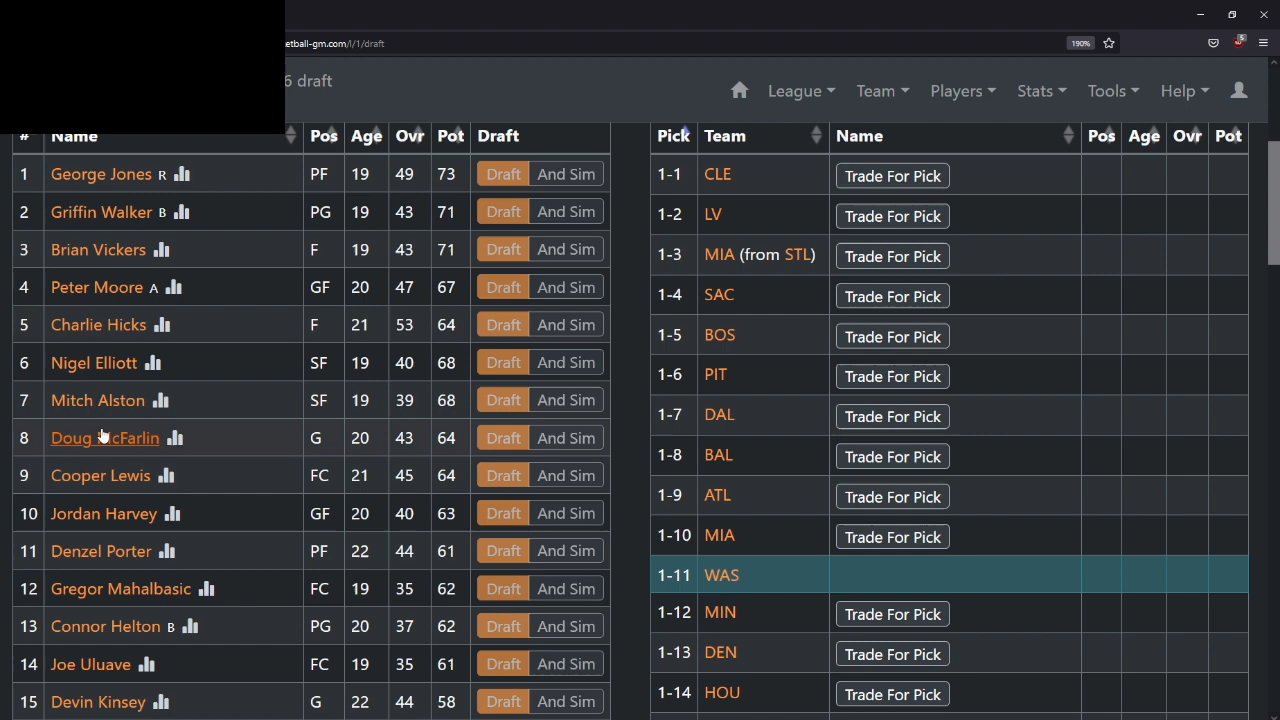 etball-gm.com/l/1/draft
190%
5
6 draft
League Team Players Stats Tools Help
# Name Pos Age Ovr Pot Draft
1 George Jones R PF 19 49 73 Draft And Sim
2 Griffin Walker B PG 19 43 71 Draft And Sim
3 Brian Vickers F 19 43 71 Draft And Sim
4 Peter Moore A GF 20 47 67 Draft And Sim
5 Charlie Hicks F 21 53 64 Draft And Sim
6 Nigel Elliott SF 19 40 68 Draft And Sim
7 Mitch Alston SF 19 39 68 Draft And Sim
8 Doug cFarlin G 20 43 64 Draft And Sim
9 Cooper Lewis FC 21 45 64 Draft And Sim
10 Jordan Harvey GF 20 40 63 Draft And Sim
11 Denzel Porter PF 22 44 61 Draft And Sim
12 Gregor Mahalbasic FC 19 35 62 Draft And Sim
13 Connor Helton B PG 20 37 62 Draft And Sim
14 Joe Uluave FC 19 35 61 Draft And Sim
15 Devin Kinsey G 22 44 58 Draft And Sim
Pick Team Name Pos Age Ovr Pot
1-1 CLE Trade For Pick
1-2 LV Trade For Pick
1-3 MIA (from STL) Trade For Pick
1-4 SAC Trade For Pick
1-5 BOS Trade For Pick
1-6 PIT Trade For Pick
1-7 DAL Trade For Pick
1-8 BAL Trade For Pick
1-9 ATL Trade For Pick
1-10 MIA Trade For Pick
1-11 WAS
1-12 MIN Trade For Pick
1-13 DEN Trade For Pick
1-14 HOU Trade For Pick